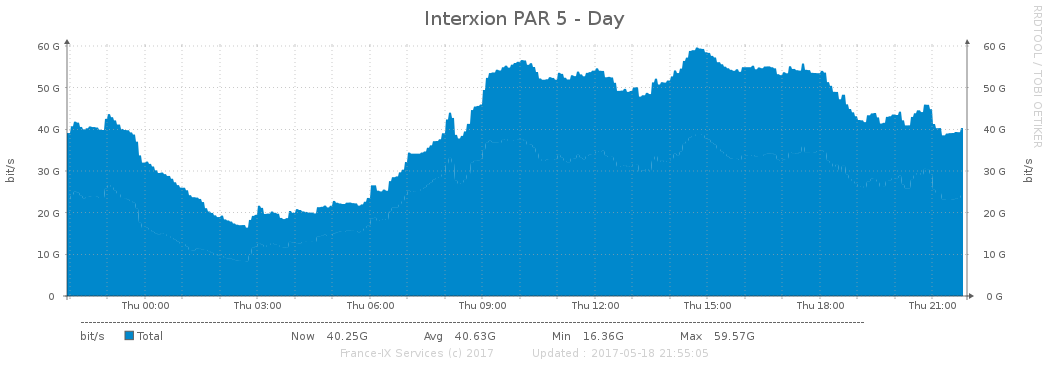 Interxion PAR 5 - Day
RRDTOOL / TOBI OETIKER
60 G 60 G
50 G 50 G
40 G 40 G
30 G 30 G
20 G 20 G
10 G 10 G
0 0 G
bit/s bit/s
Thu 00:00 Thu 03:00 Thu 06:00 Thu 09:00 Thu 12:00 Thu 15:00 Thu 18:00 Thu 21:00
bit/s Total Now 40.25G Avg 40.63G Min 16.36G Max 59.57G
France-IX Services (c) 2017 Updated : 2017-05-18 21:55:05